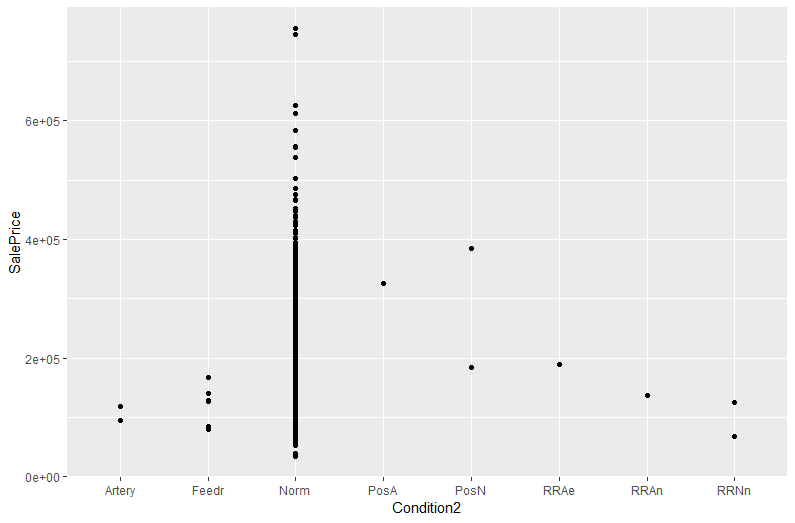 SalePrice
6e+05
4e+05
2e+05
0e+00
Artery Feedr Norm PosA PosN RRAe RRAn RRNn
Condition2